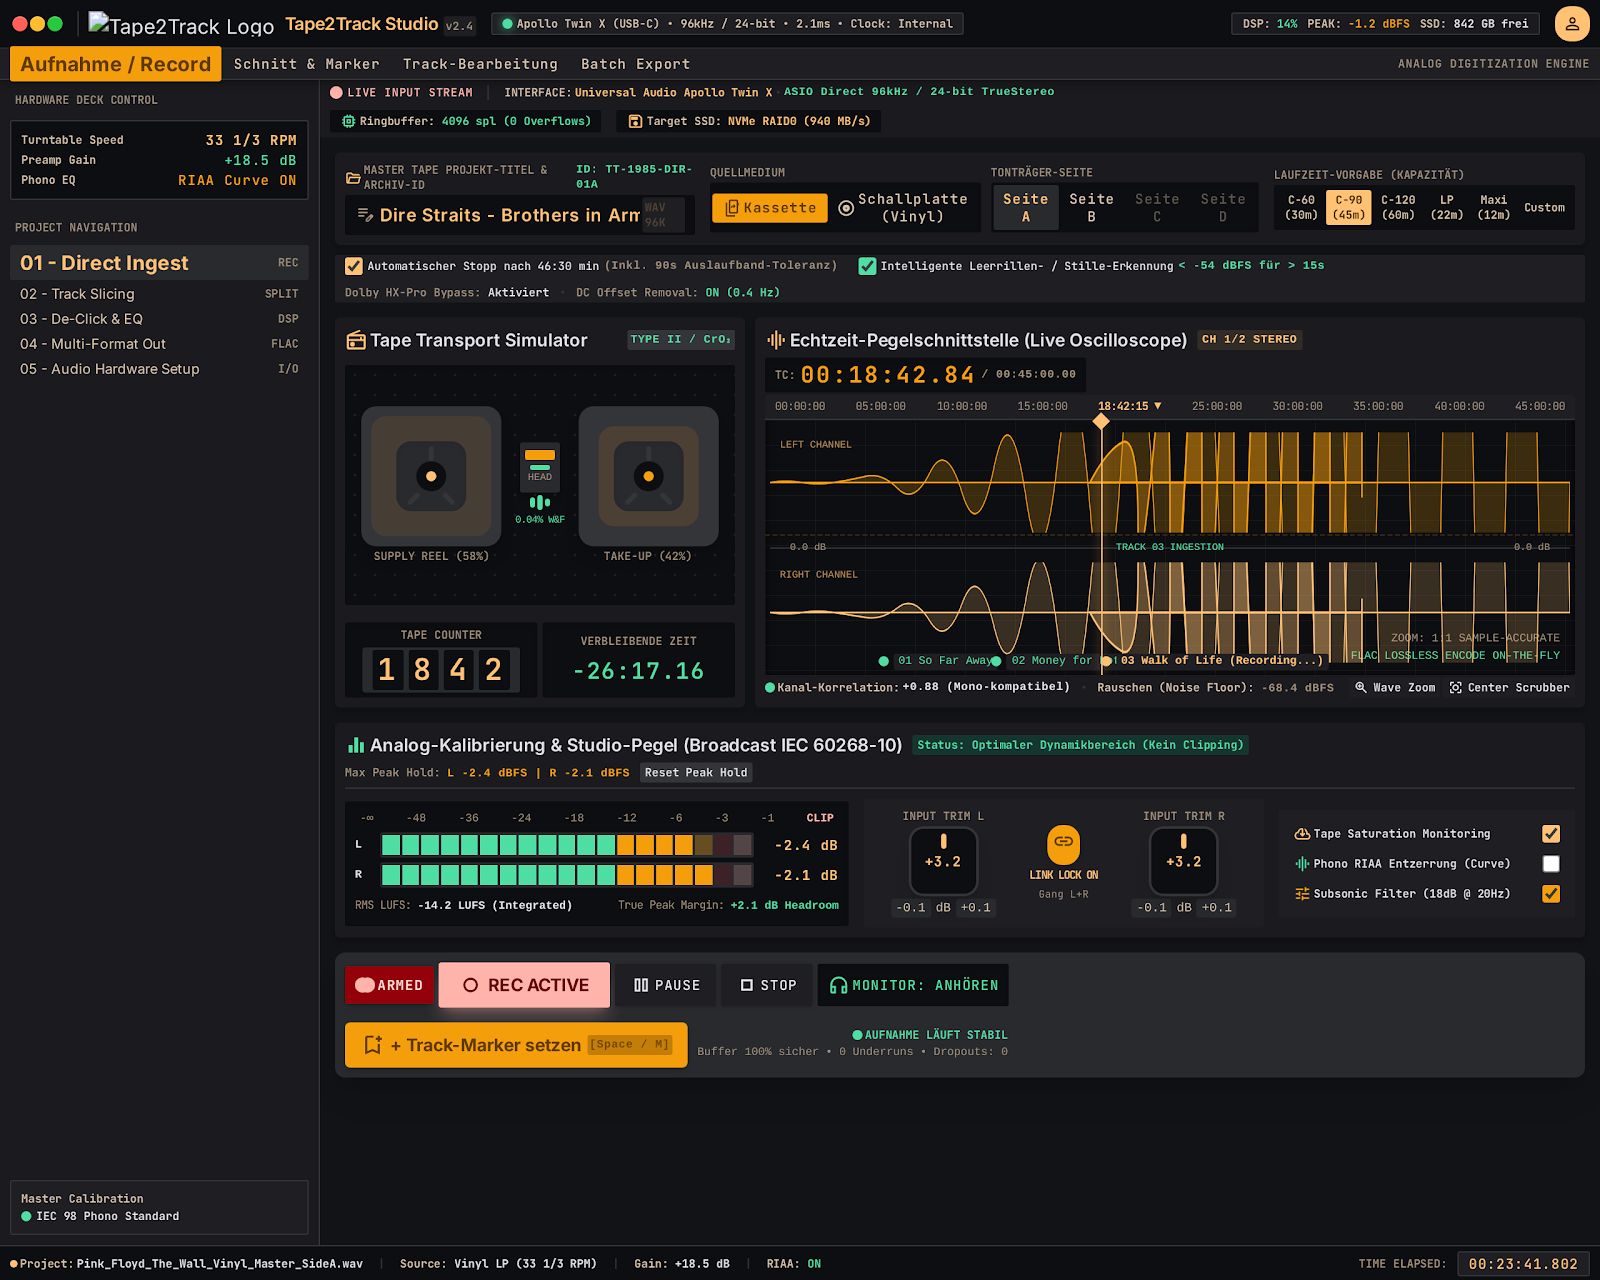 Tape2Track Logo Tape2Track Studio v2.4 Apollo Twin X (USB-C) • 96kHz / 24-bit • 2.1ms • Clock: Internal DSP: 14% PEAK: -1.2 dBFS SSD: 842 GB frei
Aufnahme / Record Schnitt & Marker Track-Bearbeitung Batch Export ANALOG DIGITIZATION ENGINE
HARDWARE DECK CONTROL
Turntable Speed 33 1/3 RPM
Preamp Gain +18.5 dB
Phono EQ RIAA Curve ON
PROJECT NAVIGATION
01 - Direct Ingest REC
02 - Track Slicing SPLIT
03 - De-Click & EQ DSP
04 - Multi-Format Out FLAC
05 - Audio Hardware Setup I/O
Master Calibration
IEC 98 Phono Standard
LIVE INPUT STREAM INTERFACE: Universal Audio Apollo Twin X · ASIO Direct 96kHz / 24-bit TrueStereo
Ringbuffer: 4096 spl (0 Overflows) Target SSD: NVMe RAID0 (940 MB/s)
MASTER TAPE PROJEKT-TITEL & ARCHIV-ID
ID: TT-1985-DIR-01A
Dire Straits - Brothers in Arm
WAV 96K
QUELLMEDIUM
Kassette
Schallplatte (Vinyl)
TONTRÄGER-SEITE
Seite A
Seite B
Seite C
Seite D
LAUFZEIT-VORGABE (KAPAZITÄT)
C-60 (30m)
C-90 (45m)
C-120 (60m)
LP (22m)
Maxi (12m)
Custom
Automatischer Stopp nach 46:30 min (Inkl. 90s Auslaufband-Toleranz) Intelligente Leerrillen- / Stille-Erkennung < -54 dBFS für > 15s
Dolby HX-Pro Bypass: Aktiviert · DC Offset Removal: ON (0.4 Hz)
Tape Transport Simulator TYPE II / CrO₂
HEAD
0.04% W&F
SUPPLY REEL (58%) TAKE-UP (42%)
TAPE COUNTER
1 8 4 2
VERBLEIBENDE ZEIT
-26:17.16
Echtzeit-Pegelschnittstelle (Live Oscilloscope) CH 1/2 STEREO
TC: 00:18:42.84 / 00:45:00.00
00:00:00 05:00:00 10:00:00 15:00:00 18:42:15 ▼ 25:00:00 30:00:00 35:00:00 40:00:00 45:00:00
LEFT CHANNEL
0.0 dB TRACK 03 INGESTION 0.0 dB
RIGHT CHANNEL
ZOOM: 1:1 SAMPLE-ACCURATE
FLAC LOSSLESS ENCODE ON-THE-FLY
01 So Far Away 02 Money for 03 Walk of Life (Recording...)
Kanal-Korrelation: +0.88 (Mono-kompatibel) · Rauschen (Noise Floor): -68.4 dBFS Wave Zoom Center Scrubber
Analog-Kalibrierung & Studio-Pegel (Broadcast IEC 60268-10) Status: Optimaler Dynamikbereich (Kein Clipping)
Max Peak Hold: L -2.4 dBFS | R -2.1 dBFS Reset Peak Hold
-∞ -48 -36 -24 -18 -12 -6 -3 -1 CLIP
L -2.4 dB
R -2.1 dB
RMS LUFS: -14.2 LUFS (Integrated) True Peak Margin: +2.1 dB Headroom
INPUT TRIM L
+3.2
-0.1 dB +0.1
LINK LOCK ON
Gang L+R
INPUT TRIM R
+3.2
-0.1 dB +0.1
Tape Saturation Monitoring
Phono RIAA Entzerrung (Curve)
Subsonic Filter (18dB @ 20Hz)
ARMED REC ACTIVE PAUSE STOP MONITOR: ANHÖREN
+ Track-Marker setzen [Space / M]
AUFNAHME LÄUFT STABIL
Buffer 100% sicher • 0 Underruns • Dropouts: 0
Project: Pink_Floyd_The_Wall_Vinyl_Master_SideA.wav Source: Vinyl LP (33 1/3 RPM) Gain: +18.5 dB RIAA: ON TIME ELAPSED: 00:23:41.802